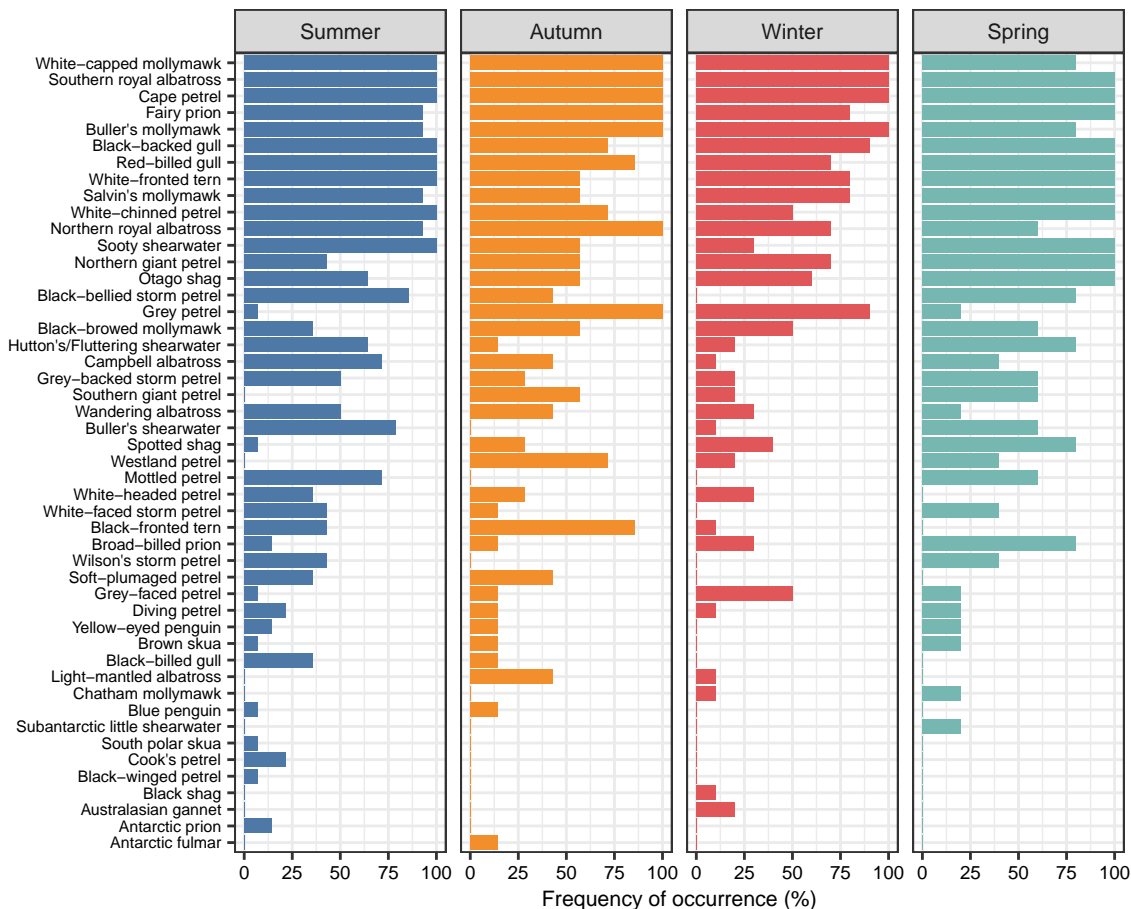 Summer Autumn Winter Spring
White−capped mollymawk
Southern royal albatross
Cape petrel
Fairy prion
Buller's mollymawk
Black−backed gull
Red−billed gull
White−fronted tern
Salvin's mollymawk
White−chinned petrel
Northern royal albatross
Sooty shearwater
Northern giant petrel
Otago shag
Black−bellied storm petrel
Grey petrel
Black−browed mollymawk
Hutton's/Fluttering shearwater
Campbell albatross
Grey−backed storm petrel
Southern giant petrel
Wandering albatross
Buller's shearwater
Spotted shag
Westland petrel
Mottled petrel
White−headed petrel
White−faced storm petrel
Black−fronted tern
Broad−billed prion
Wilson's storm petrel
Soft−plumaged petrel
Grey−faced petrel
Diving petrel
Yellow−eyed penguin
Brown skua
Black−billed gull
Light−mantled albatross
Chatham mollymawk
Blue penguin
Subantarctic little shearwater
South polar skua
Cook's petrel
Black−winged petrel
Black shag
Australasian gannet
Antarctic prion
Antarctic fulmar
0 25 50 75 100 0 25 50 75 100 0 25 50 75 100 0 25 50 75 100
Frequency of occurrence (%)